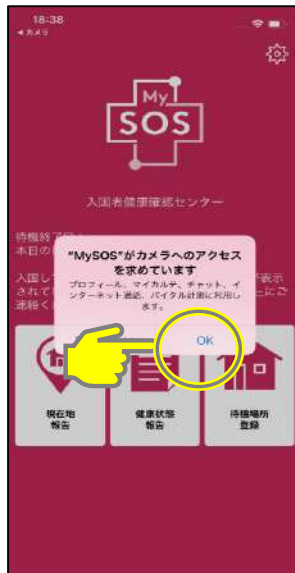 18:38
◀カメラ
My
SOS
入国者健康確認センター
待機終了
本日の
"MySOS"がカメラへのアクセス
を求めています
プロフィール、マイカルテ、チャット、イ
ンターネット通話、バイタル計測に利用し
ます。
入国し
が表示
されて
にご
連絡く
OK
現在地
報告
健康状態
報告
待機場所
登録